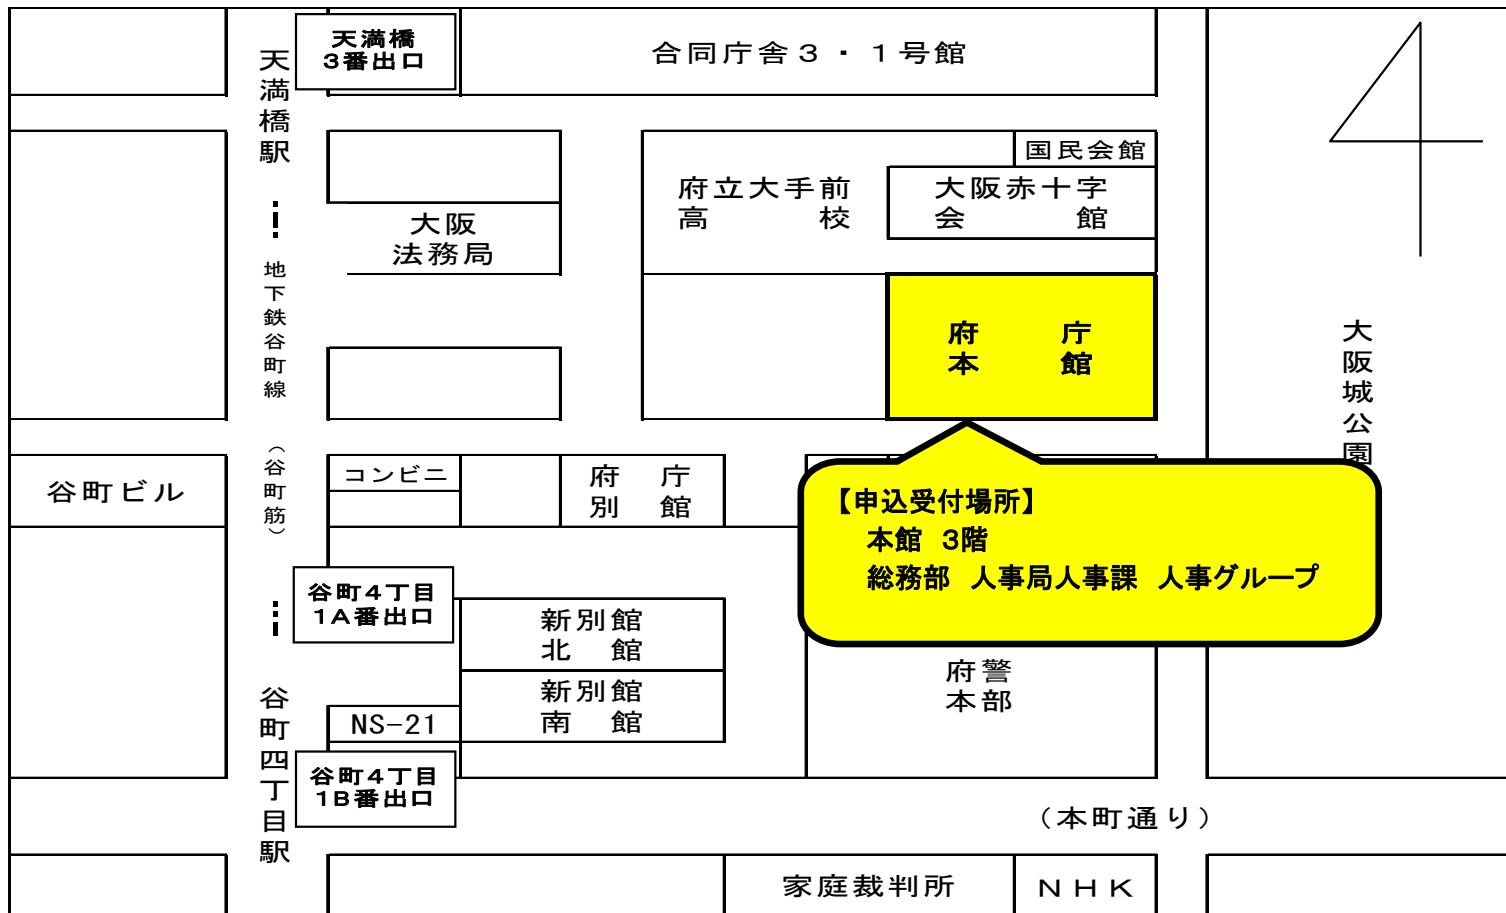 天満橋
3番出口
合同庁舎3・1号館
天満橋駅
国民会館
府立大手前
高校
大阪赤十字
会館
大阪
法務局
地下鉄谷町線
府庁
本館
大阪城公園
（谷町筋）
谷町ビル
コンビニ
府庁
別館
【申込受付場所】
本館 3階
総務部 人事局人事課 人事グループ
谷町4丁目
1A番出口
新別館
北館
新別館
南館
府警
本部
谷町四丁目駅
NS-21
谷町4丁目
1B番出口
（本町通り）
家庭裁判所
NHK